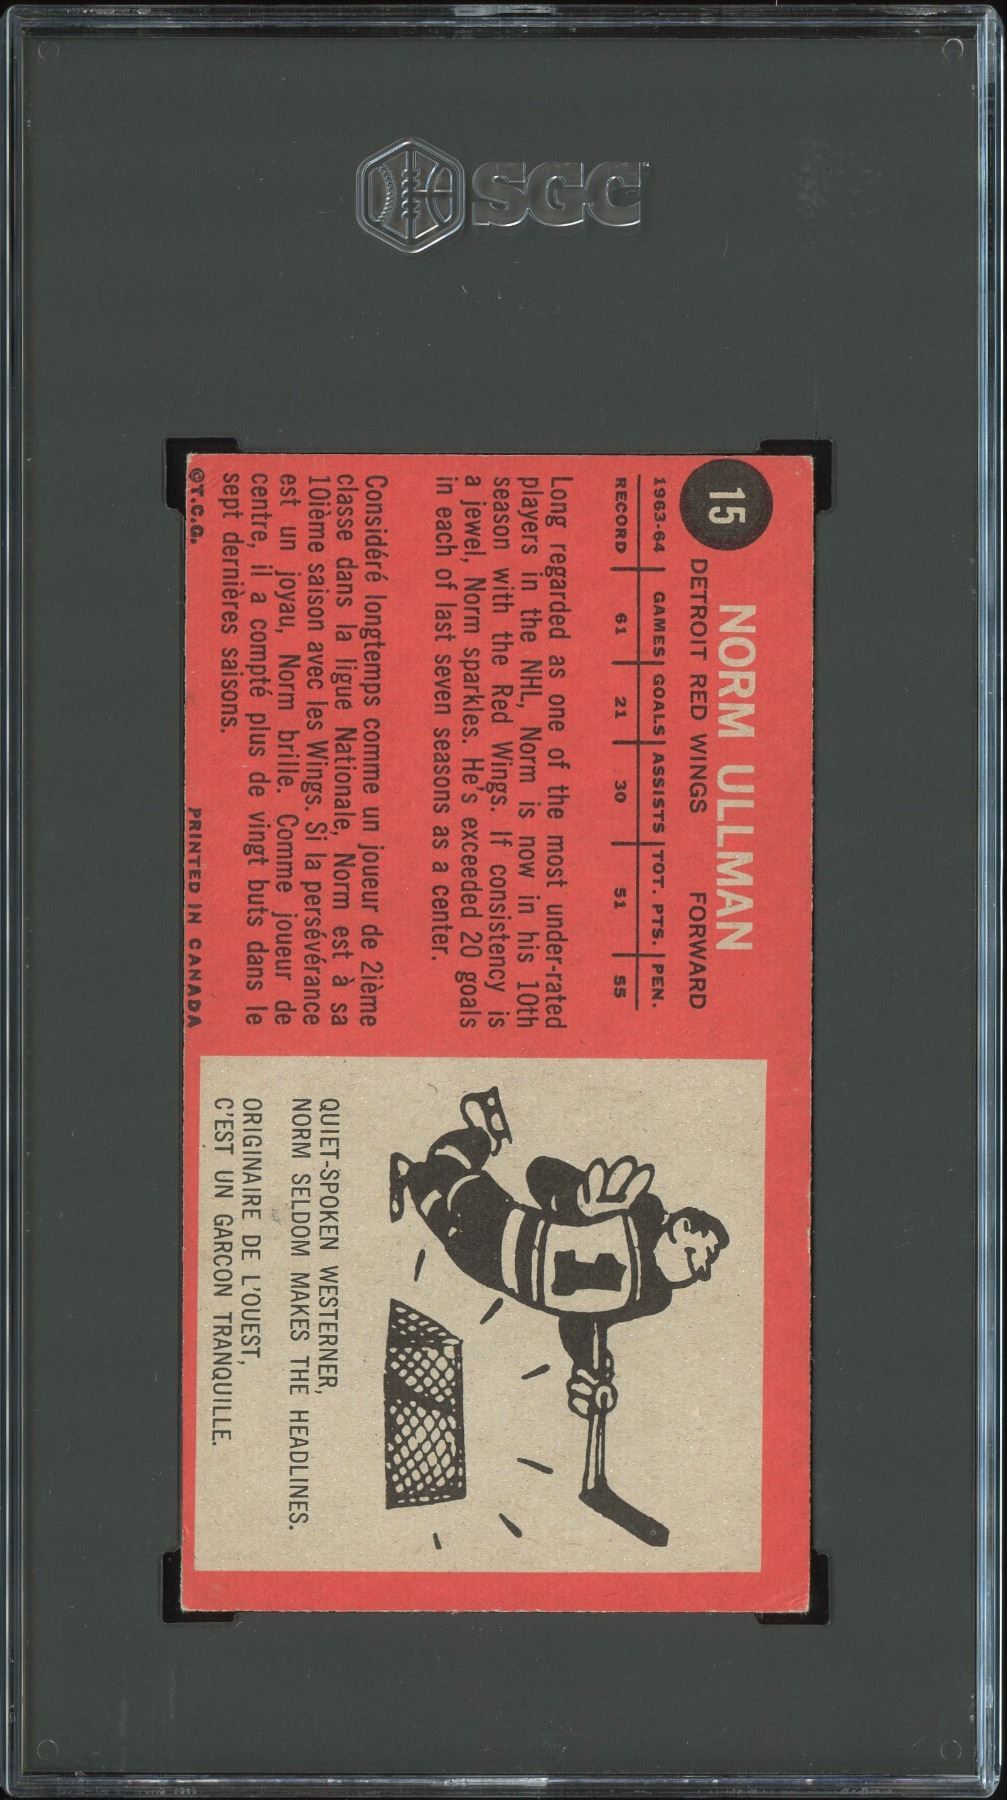 SGC
15
NORM ULLMAN
DETROIT RED WINGS FORWARD
1963-64 GAMES GOALS ASSISTS TOT. PTS. PEN.
RECORD 61 21 30 51 55
Long regarded as one of the most under-rated
players in the NHL, Norm is now in his 10th
season with the Red Wings. If consistency is
a jewel, Norm sparkles. He's exceeded 20 goals
in each of last seven seasons as a center.
Considéré longtemps comme un joueur de 2ième
classe dans la ligue Nationale, Norm est à sa
10ième saison avec les Wings. Si la persévérance
est un joyau, Norm brille. Comme joueur de
centre, il a compté plus de vingt buts dans le
sept dernières saisons.
©T.C.G. PRINTED IN CANADA
1
QUIET-SPOKEN WESTERNER,
NORM SELDOM MAKES THE HEADLINES.
ORIGINAIRE DE L'OUEST,
C'EST UN GARCON TRANQUILLE.